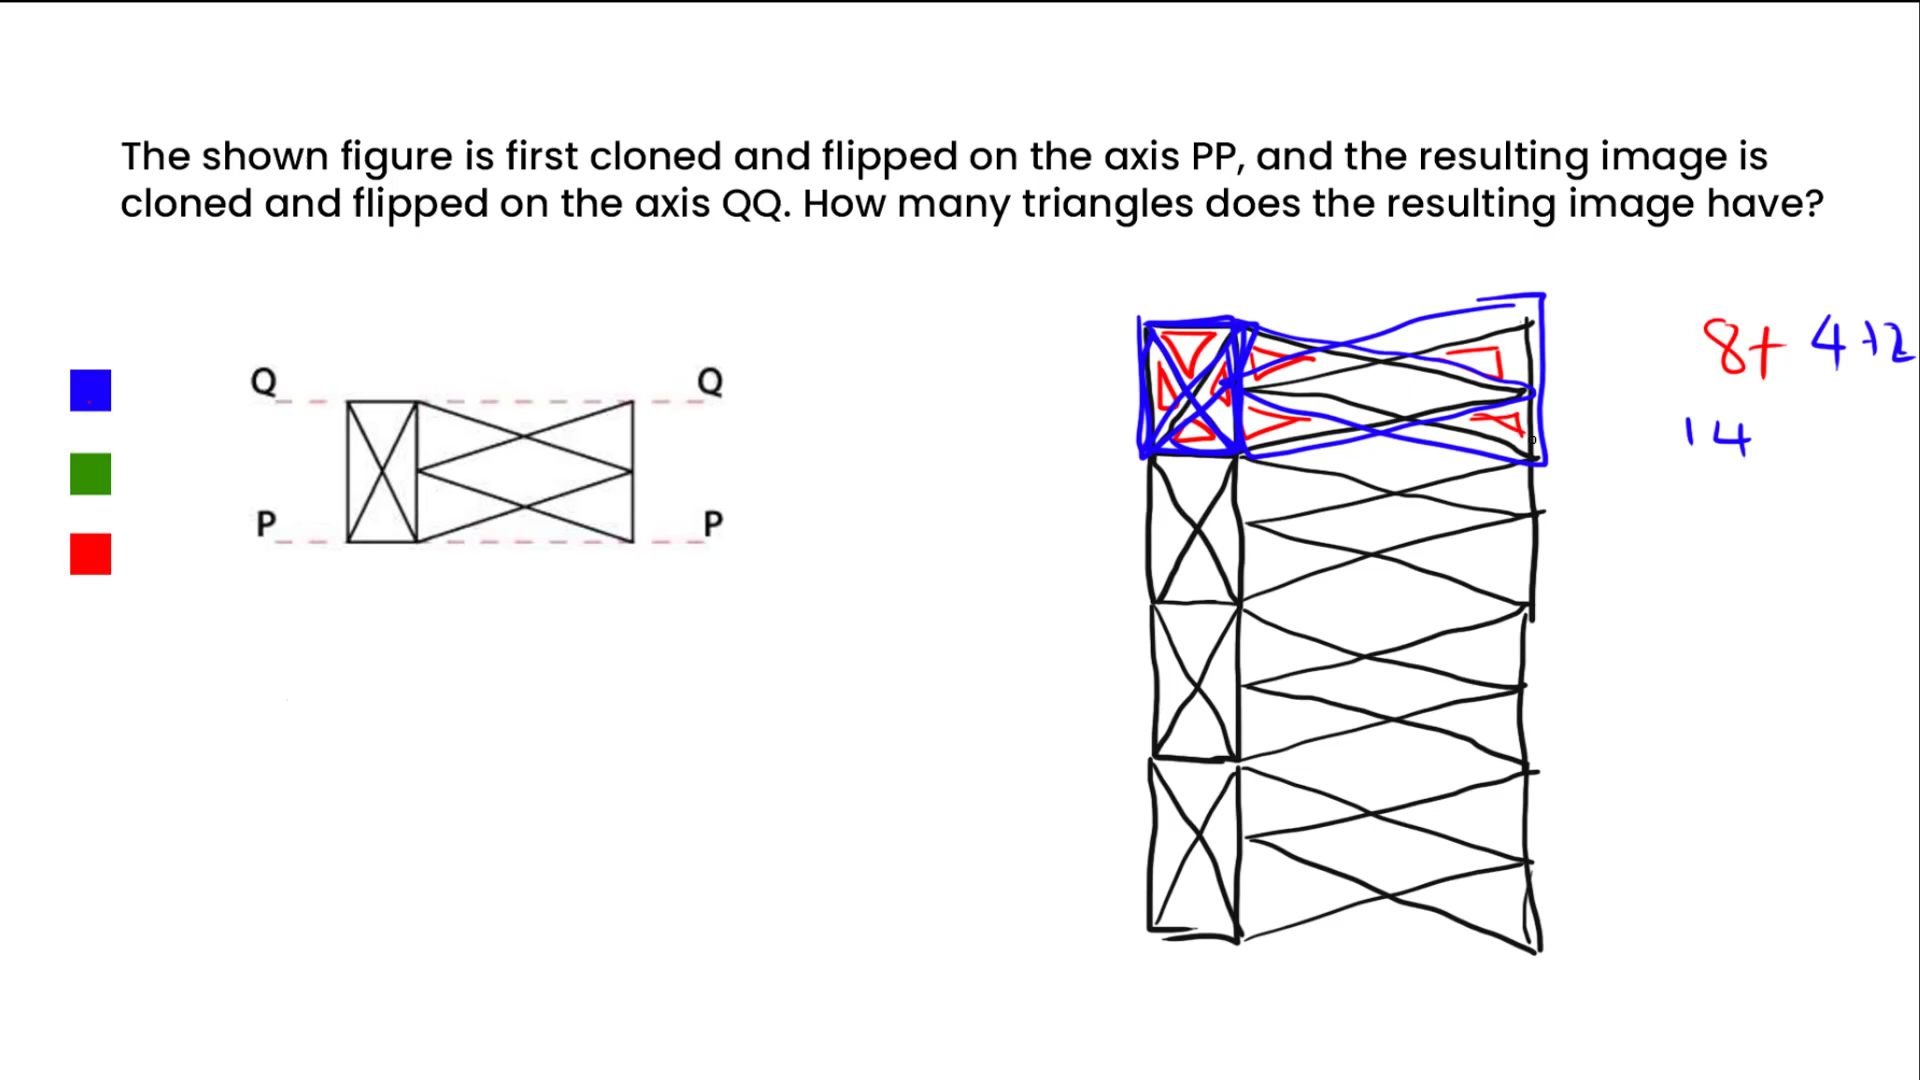 The shown figure is first cloned and flipped on the axis PP, and the resulting image is
cloned and flipped on the axis QQ. How many triangles does the resulting image have?
8+ 4+2
Q Q
14
P P